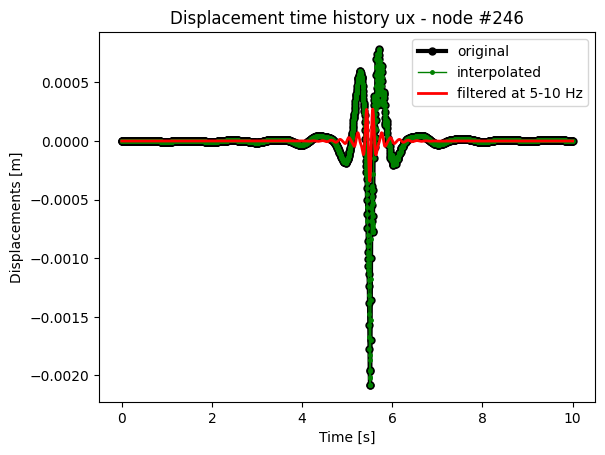 Displacement time history ux - node #246
original
interpolated
filtered at 5-10 Hz
0.0005
0.0000
−0.0005
−0.0010
−0.0015
−0.0020
Displacements [m]
0 2 4 6 8 10
Time [s]